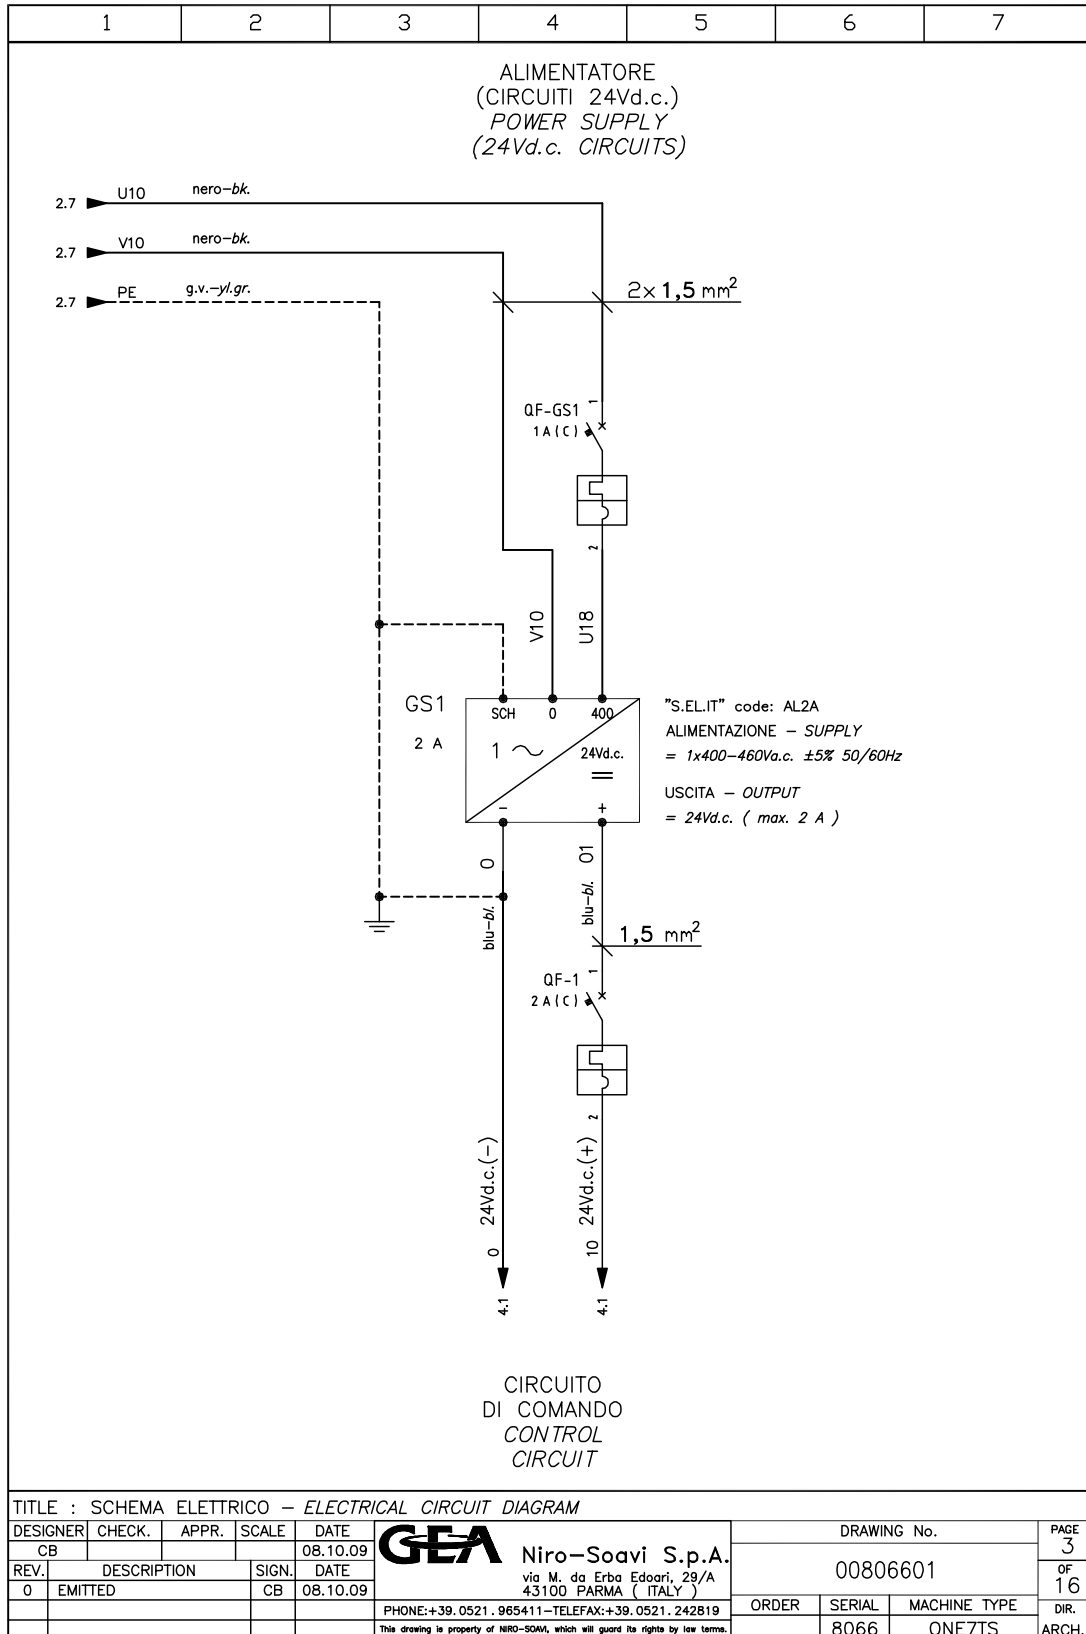 1 2 3 4 5 6 7
ALIMENTATORE
(CIRCUITI 24Vd.c.)
POWER SUPPLY
(24Vd.c. CIRCUITS)
2.7 U10 nero-bk.
2.7 V10 nero-bk.
2.7 PE g.v.-yl.gr.
2x 1,5 mm²
QF-GS1 1
1A(C)
2
V10 U18
GS1
2 A
SCH 0 400
1
24Vd.c.
- +
"S.EL.IT" code: AL2A
ALIMENTAZIONE - SUPPLY
= 1x400-460Va.c. ±5% 50/60Hz
USCITA - OUTPUT
= 24Vd.c. ( max. 2 A )
0 01
blu-bl. blu-bl.
1,5 mm²
QF-1 1
2A(C)
2
24Vd.c.(-) 24Vd.c.(+)
0 10
4.1 4.1
CIRCUITO
DI COMANDO
CONTROL
CIRCUIT
TITLE : SCHEMA ELETTRICO - ELECTRICAL CIRCUIT DIAGRAM
DESIGNER CHECK. APPR. SCALE DATE
CB 08.10.09
REV. DESCRIPTION SIGN. DATE
0 EMITTED CB 08.10.09
GEA
Niro-Soavi S.p.A.
via M. da Erba Edoari, 29/A
43100 PARMA ( ITALY )
PHONE:+39.0521.965411-TELEFAX:+39.0521.242819
This drawing is property of NIRO-SOAVI, which will guard its rights by law terms.
DRAWING No.
00806601
ORDER SERIAL MACHINE TYPE
8066 ONE7TS
PAGE
3
OF
16
DIR.
ARCH.